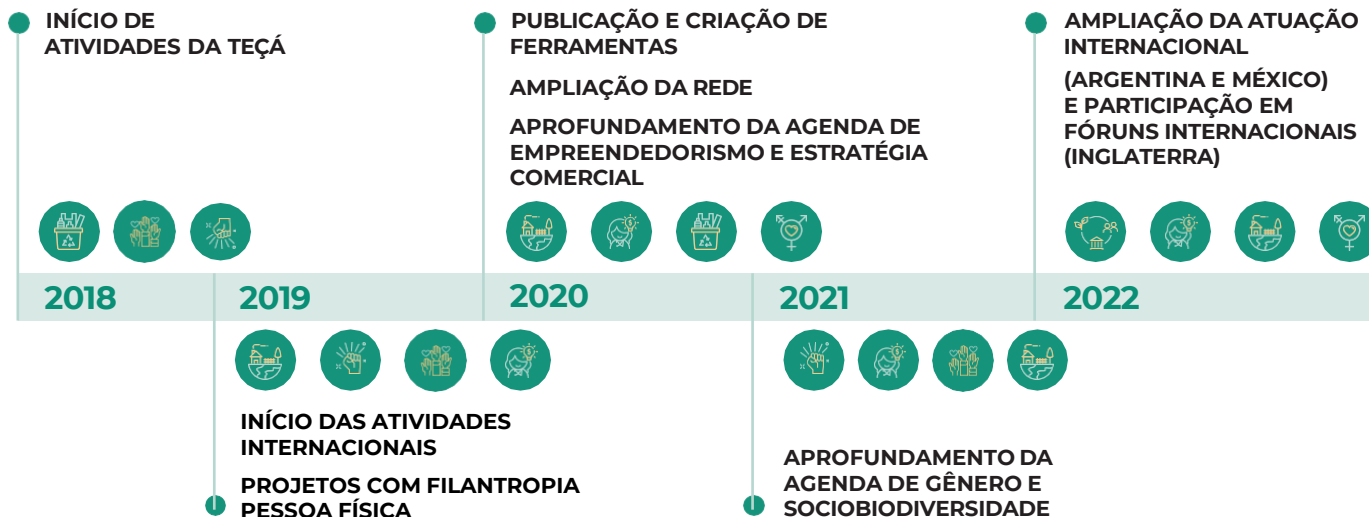 INÍCIO DE
ATIVIDADES DA TEÇÁ
PUBLICAÇÃO E CRIAÇÃO DE
FERRAMENTAS
AMPLIAÇÃO DA REDE
APROFUNDAMENTO DA AGENDA DE
EMPREENDEDORISMO E ESTRATÉGIA
COMERCIAL
AMPLIAÇÃO DA ATUAÇÃO
INTERNACIONAL
(ARGENTINA E MÉXICO)
E PARTICIPAÇÃO EM
FÓRUNS INTERNACIONAIS
(INGLATERRA)
2018
2019
2020
2021
2022
INÍCIO DAS ATIVIDADES
INTERNACIONAIS
PROJETOS COM FILANTROPIA
PESSOA FÍSICA
APROFUNDAMENTO DA
AGENDA DE GÊNERO E
SOCIOBIODIVERSIDADE